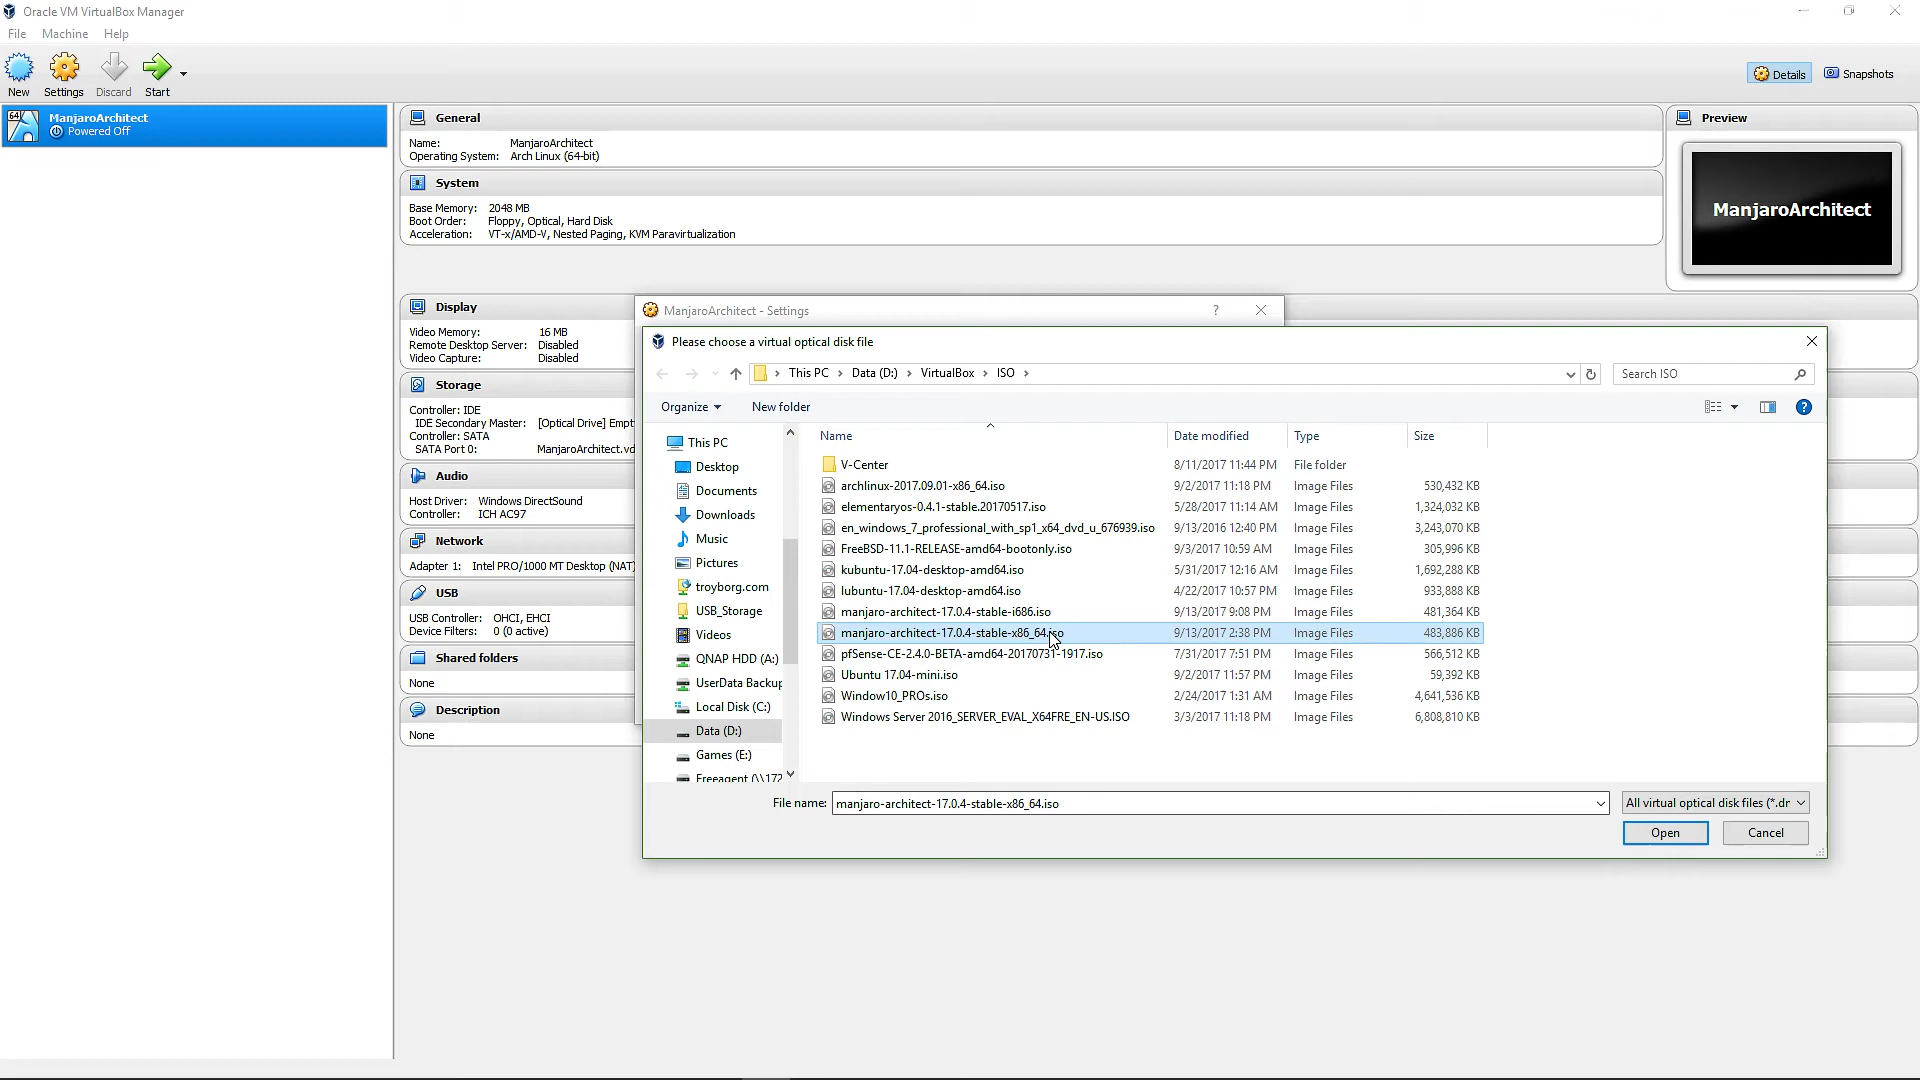 Oracle VM VirtualBox Manager
File Machine Help
New Settings Discard Start
Details Snapshots
64
ManjaroArchitect
Powered Off
General
Name: ManjaroArchitect
Operating System: Arch Linux (64-bit)
System
Base Memory: 2048 MB
Boot Order: Floppy, Optical, Hard Disk
Acceleration: VT-x/AMD-V, Nested Paging, KVM Paravirtualization
Preview
ManjaroArchitect
Display
Video Memory: 16 MB
Remote Desktop Server: Disabled
Video Capture: Disabled
Storage
Controller: IDE
IDE Secondary Master: [Optical Drive] Empt
Controller: SATA
SATA Port 0: ManjaroArchitect.vd
Audio
Host Driver: Windows DirectSound
Controller: ICH AC97
Network
Adapter 1: Intel PRO/1000 MT Desktop (NAT)
USB
USB Controller: OHCI, EHCI
Device Filters: 0 (0 active)
Shared folders
None
Description
None
ManjaroArchitect - Settings ?
Please choose a virtual optical disk file
This PC Data (D:) VirtualBox ISO
Search ISO
Organize New folder
This PC
Desktop
Documents
Downloads
Music
Pictures
troyborg.com
USB_Storage
Videos
QNAP HDD (A:)
UserData Backup
Local Disk (C:)
Data (D:)
Games (E:)
Freeagent (\\172
Name Date modified Type Size
V-Center 8/11/2017 11:44 PM File folder
archlinux-2017.09.01-x86_64.iso 9/2/2017 11:18 PM Image Files 530,432 KB
elementaryos-0.4.1-stable.20170517.iso 5/28/2017 11:14 AM Image Files 1,324,032 KB
en_windows_7_professional_with_sp1_x64_dvd_u_676939.iso 9/13/2016 12:40 PM Image Files 3,243,070 KB
FreeBSD-11.1-RELEASE-amd64-bootonly.iso 9/3/2017 10:59 AM Image Files 305,996 KB
kubuntu-17.04-desktop-amd64.iso 5/31/2017 12:16 AM Image Files 1,692,288 KB
lubuntu-17.04-desktop-amd64.iso 4/22/2017 10:57 PM Image Files 933,888 KB
manjaro-architect-17.0.4-stable-i686.iso 9/13/2017 9:08 PM Image Files 481,364 KB
manjaro-architect-17.0.4-stable-x86_64.iso 9/13/2017 2:38 PM Image Files 483,886 KB
pfSense-CE-2.4.0-BETA-amd64-20170731-1917.iso 7/31/2017 7:51 PM Image Files 566,512 KB
Ubuntu 17.04-mini.iso 9/2/2017 11:57 PM Image Files 59,392 KB
Window10_PROs.iso 2/24/2017 1:31 AM Image Files 4,641,536 KB
Windows Server 2016_SERVER_EVAL_X64FRE_EN-US.ISO 3/3/2017 11:18 PM Image Files 6,808,810 KB
File name: manjaro-architect-17.0.4-stable-x86_64.iso
All virtual optical disk files (*.dr
Open Cancel